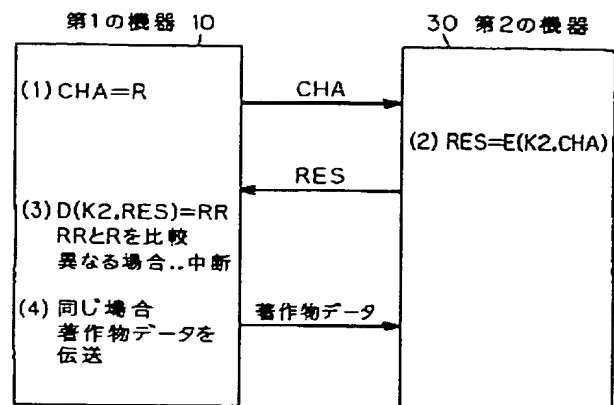 第1の機器 10
30 第2の機器
(1) CHA=R
CHA
(2) RES=E(K2.CHA)
RES
(3) D(K2.RES)=RR
RRとRを比較
異なる場合..中断
(4) 同じ場合
著作物データを
伝送
著作物データ